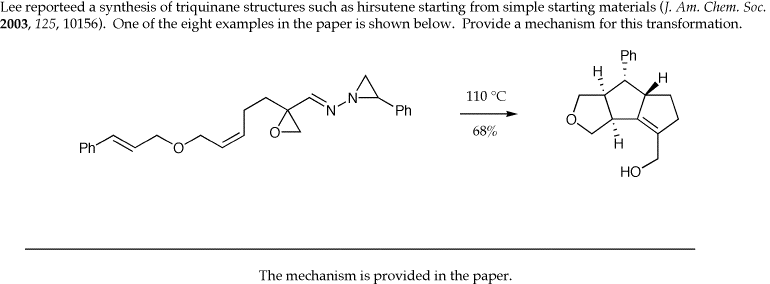 Lee reporteed a synthesis of triquinane structures such as hirsutene starting from simple starting materials (J. Am. Chem. Soc.
2003, 125, 10156). One of the eight examples in the paper is shown below. Provide a mechanism for this transformation.
Ph
H
H
N
N
Ph
110 °C
O
O
Ph
O
68%
H
HO
The mechanism is provided in the paper.